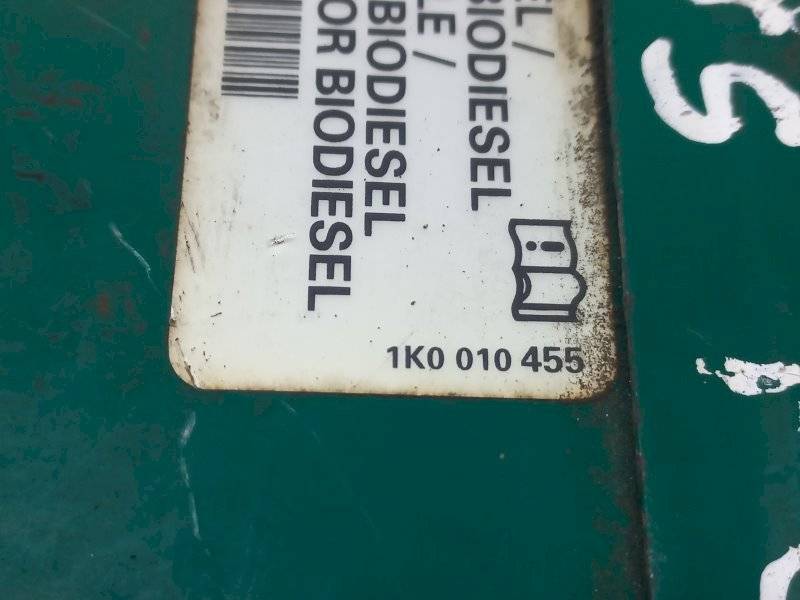 EL /
BIODIESEL
LE /
BIODIESEL
OR BIODIESEL
1K0 010 455
S